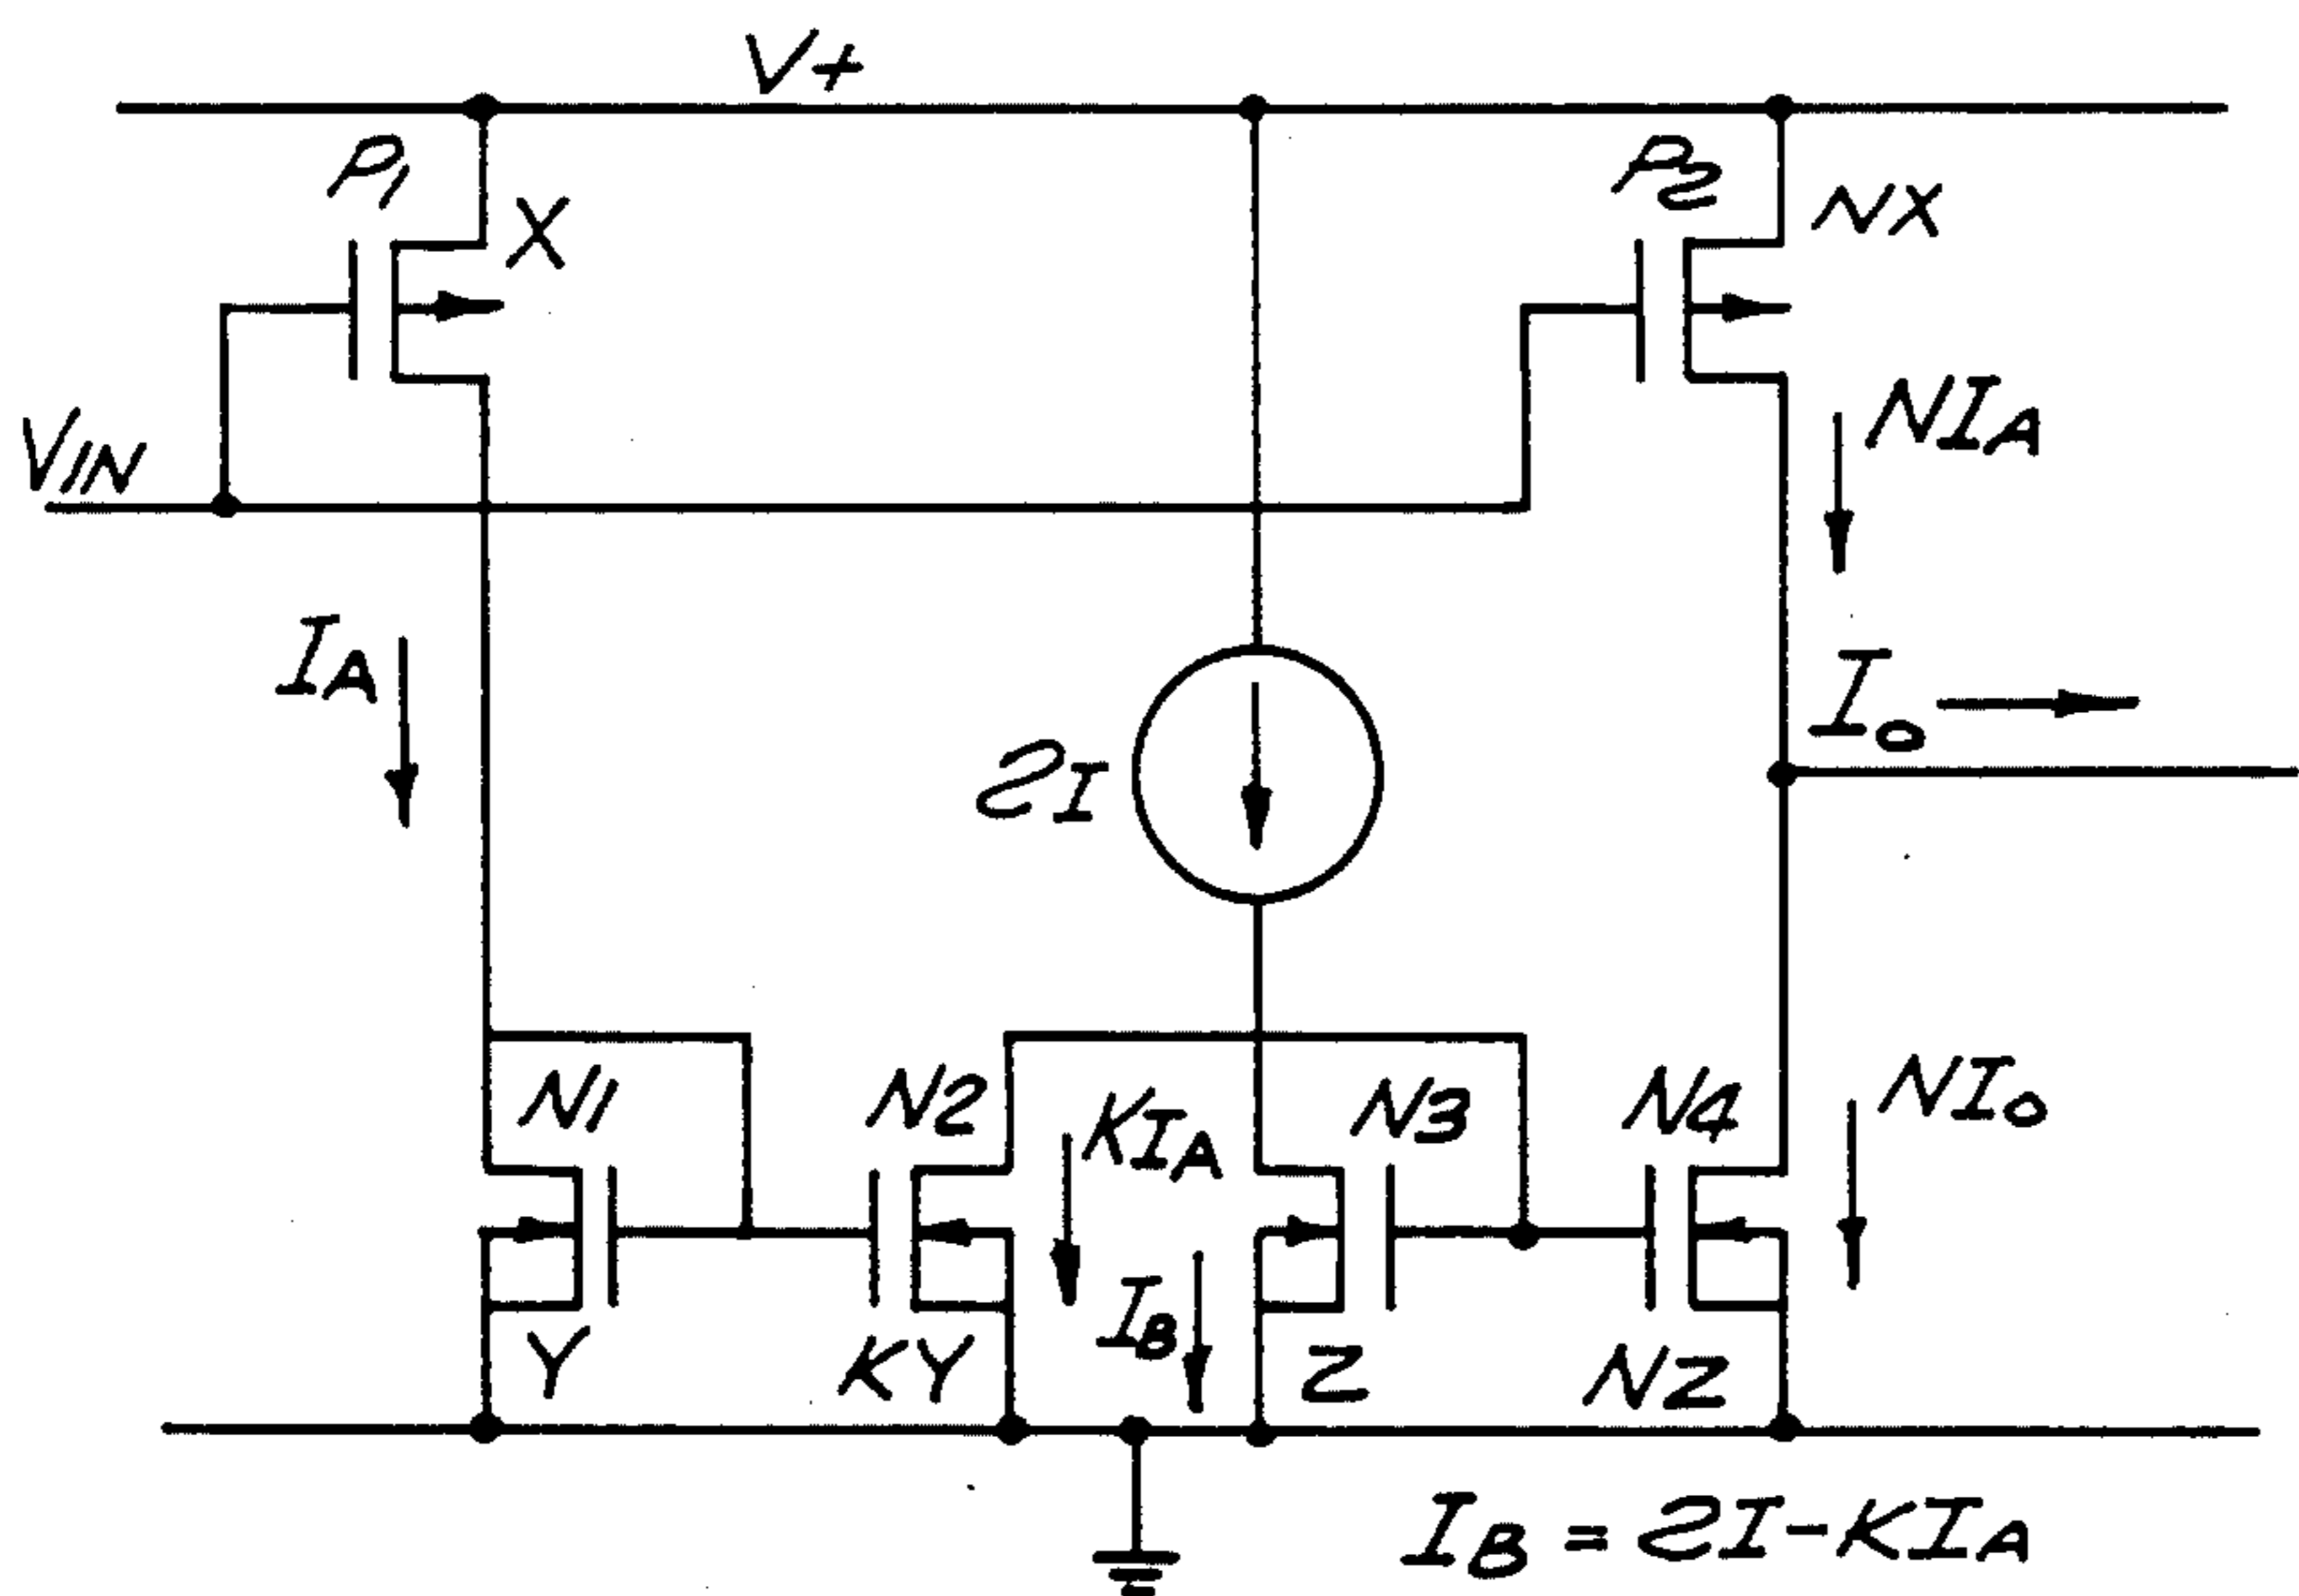 V+
P1
X
P2
NX
VIN
NIA
IA
Io
2I
N1
N2
KIA
N3
N4
NIo
IB
Y
KY
Z
NZ
IB = 2I-KIA